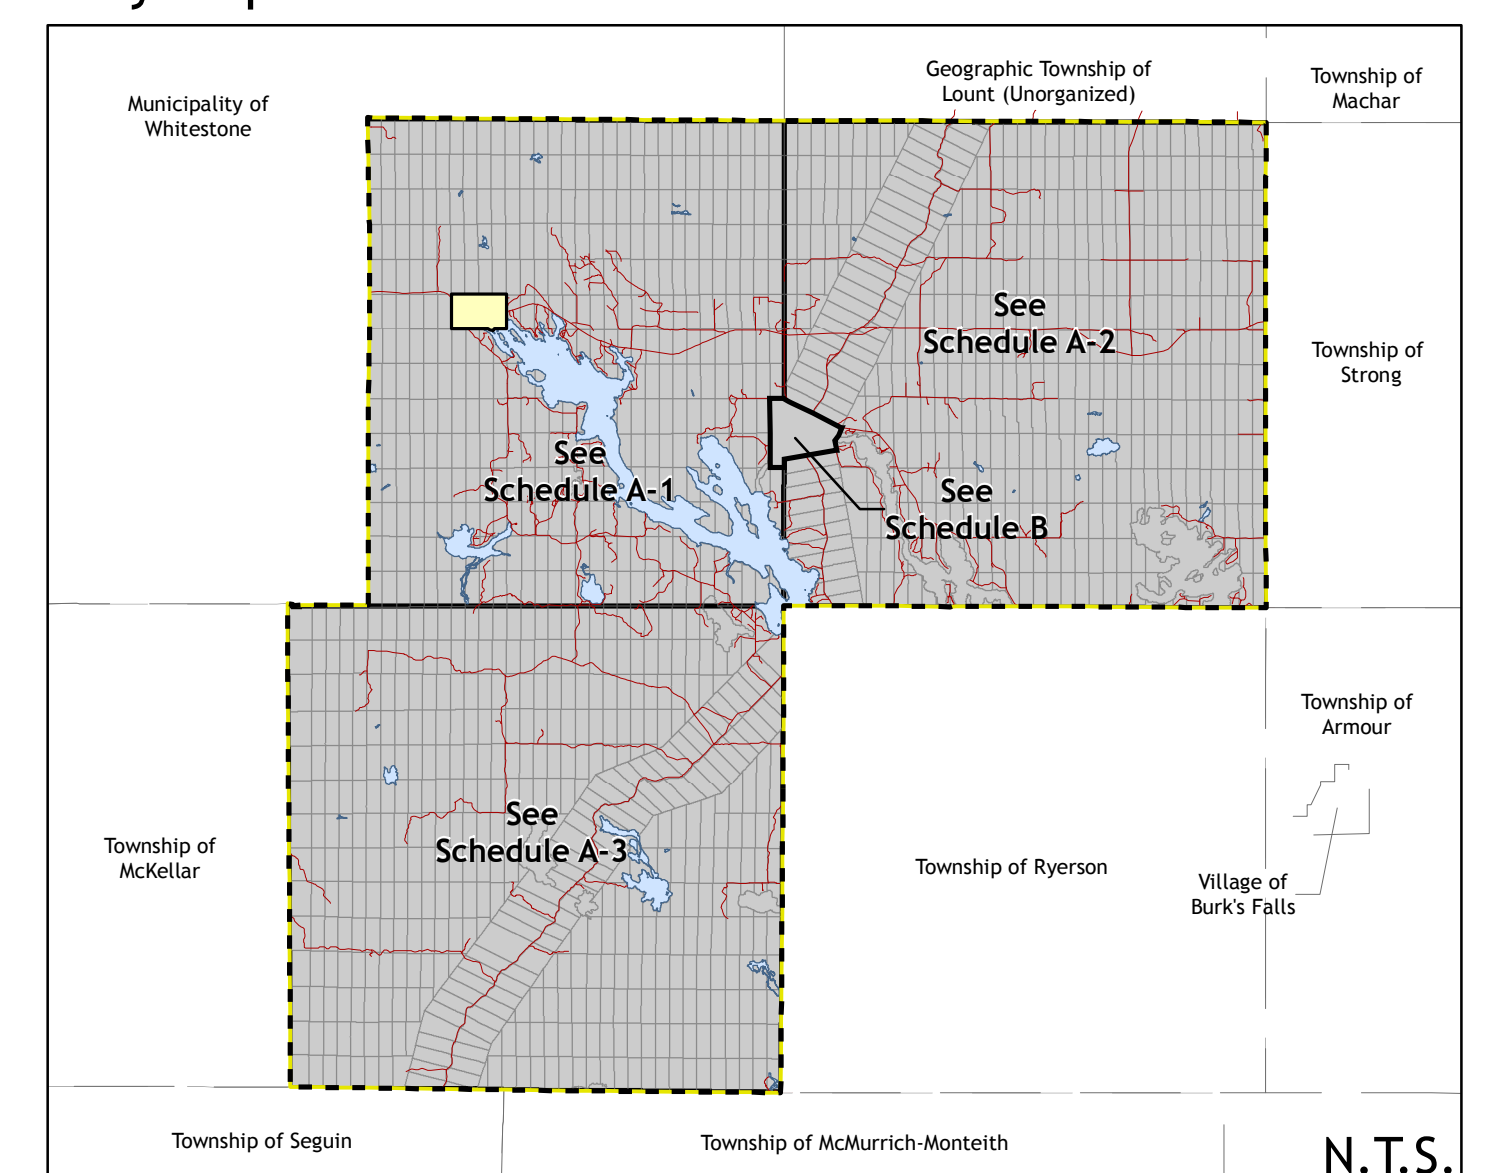 Geographic Township of
Lount (Unorganized)
Township of
Machar
Municipality of
Whitestone
See
Schedule A-2
Township of
Strong
See
Schedule A-1
See
Schedule B
Township of
Armour
See
Schedule A-3
Township of
McKellar
Township of Ryerson
Village of
Burk's Falls
Township of Seguin
Township of McMurrich-Monteith
N.T.S.